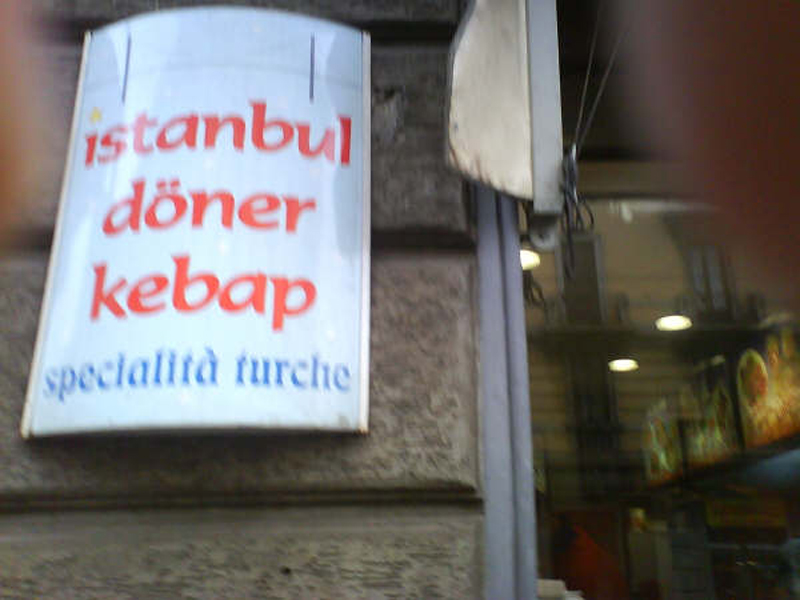 istanbul
döner
kebap
specialità turche